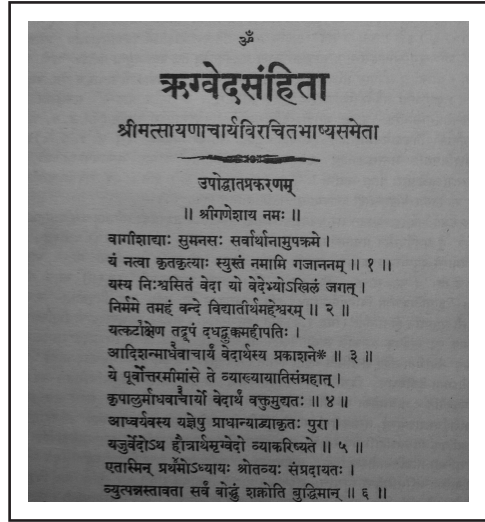 ॐ
ऋग्वेदसंहिता
श्रीमत्सायणाचार्यविरचितभाष्यसमेता
उपोद्घातप्रकरणम्
॥ श्रीगणेशाय नमः ॥
वागीशाद्याः सुमनसः सर्वार्थानामुपक्रमे ।
यं नत्वा कृतकृत्याः स्युस्तं नमामि गजाननम् ॥ १ ॥
यस्य निःश्वसितं वेदा यो वेदेभ्योऽखिलं जगत् ।
निर्ममे तमहं वन्दे विद्यातीर्थमहेश्वरम् ॥ २ ॥
यत्कटाक्षेण तद्रूपं दधद्बुक्कमहीपतिः ।
आदिशन्माधवाचार्यं वेदार्थस्य प्रकाशने* ॥ ३ ॥
ये पूर्वोत्तरमीमांसे ते व्याख्यायातिसंग्रहात् ।
कृपालुर्माधवाचार्यो वेदार्थं वक्तुमुद्यतः ॥ ४ ॥
आध्वर्यवस्य यज्ञेषु प्राधान्याद्व्याकृतः पुरा ।
यजुर्वेदोऽथ हौत्रार्थमृग्वेदो व्याकरिष्यते ॥ ५ ॥
एतस्मिन् प्रथमोऽध्यायः श्रोतव्यः संप्रदायतः ।
व्युत्पन्नस्तावता सर्वं बोद्धुं शक्नोति बुद्धिमान् ॥ ६ ॥